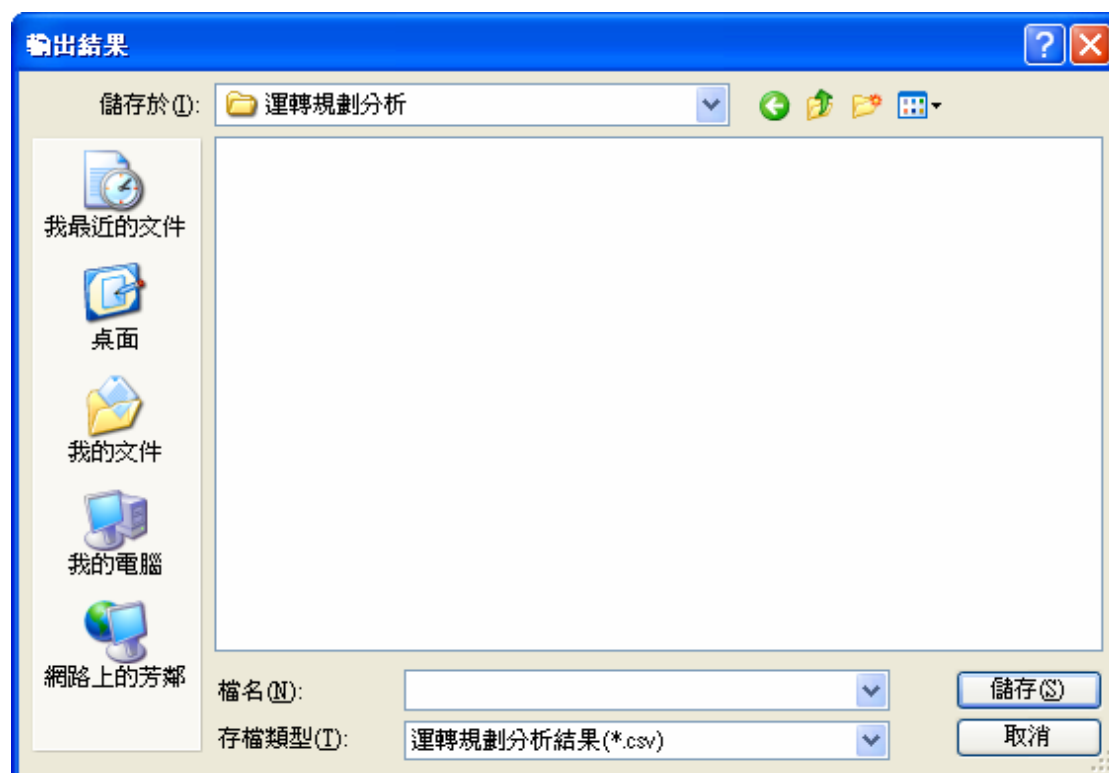 輸出結果
儲存於(I):
運轉規劃分析
我最近的文件
桌面
我的文件
我的電腦
網路上的芳鄰
檔名(N):
儲存(S)
存檔類型(T):
運轉規劃分析結果(*.csv)
取消